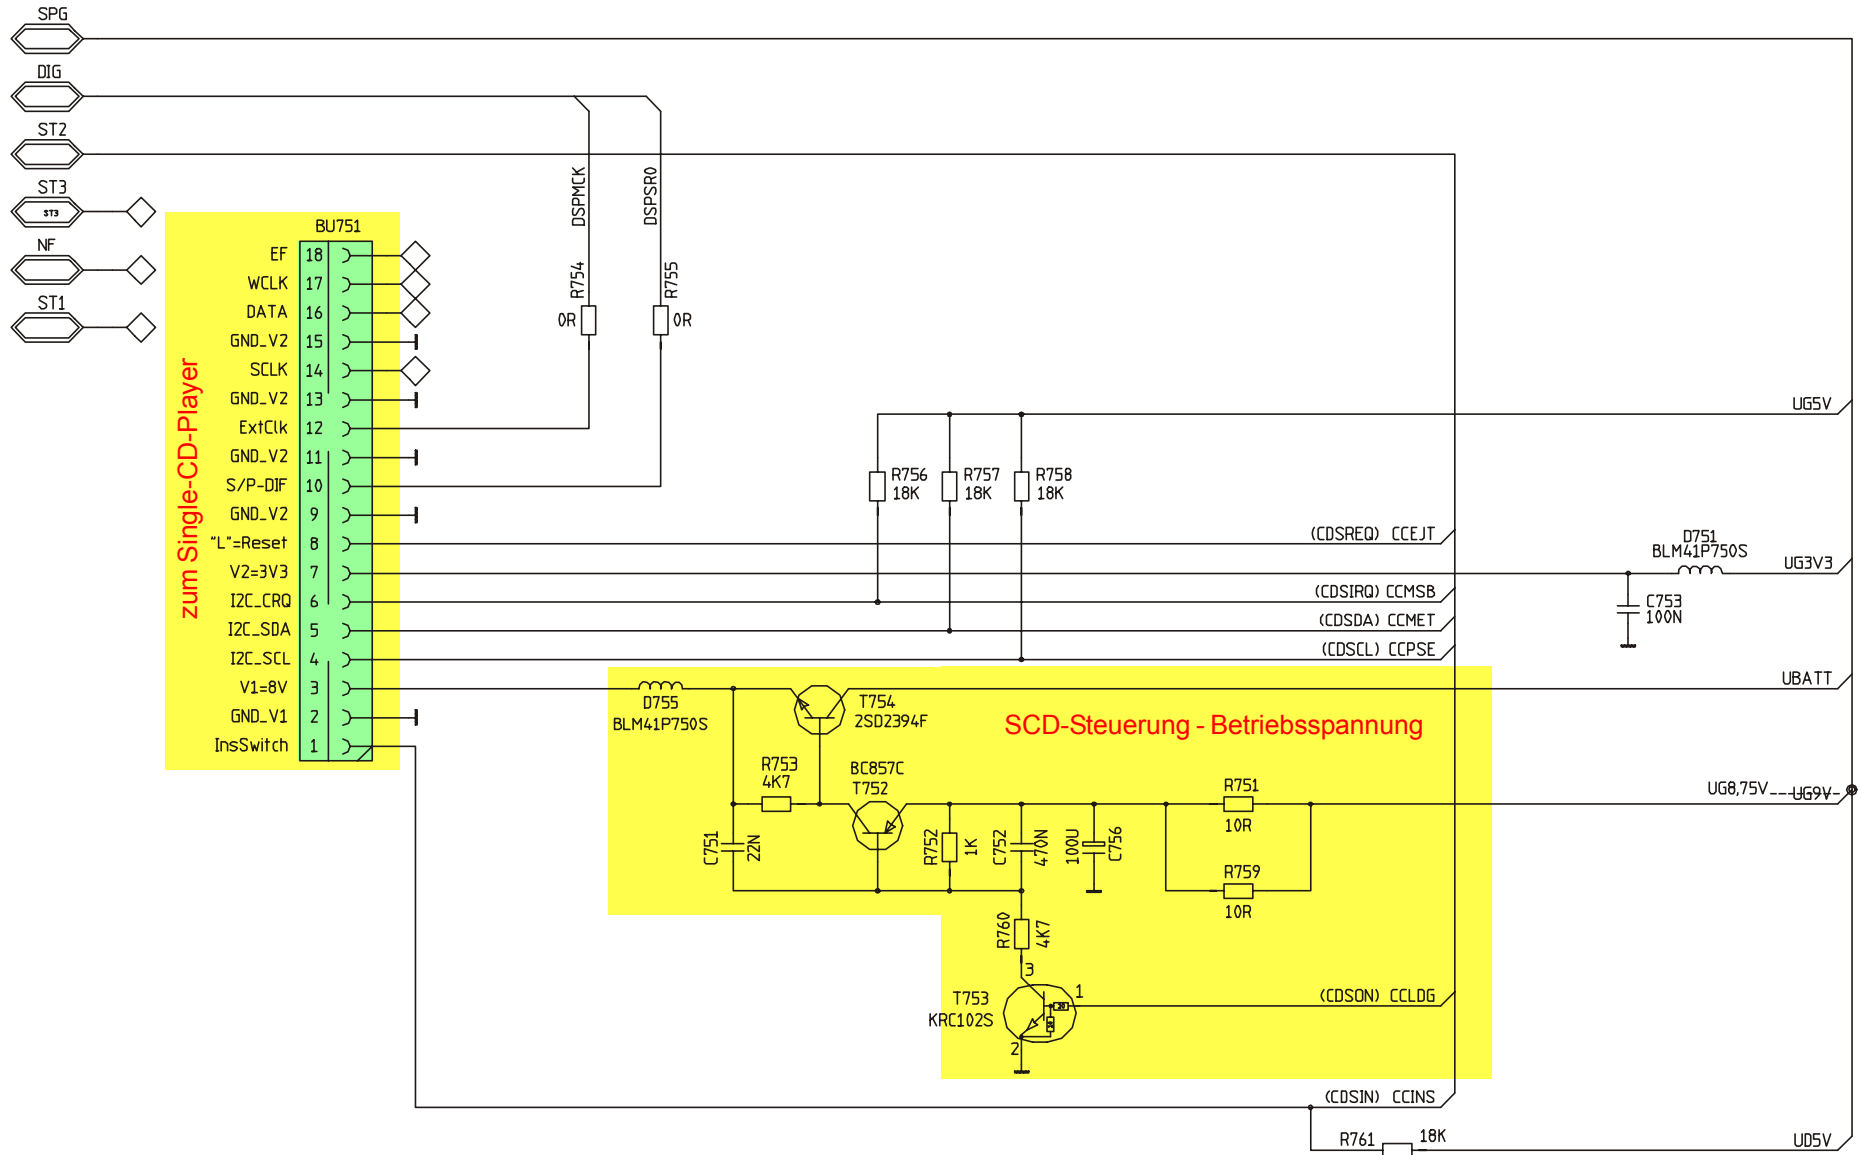 SPG
DIG
ST2
ST3
ST3
NF
ST1
zum Single-CD-Player
BU751
EF 18
WCLK 17
DATA 16
GND_V2 15
SCLK 14
GND_V2 13
ExtClk 12
GND_V2 11
S/P-DIF 10
GND_V2 9
"L"=Reset 8
V2=3V3 7
I2C_CRQ 6
I2C_SDA 5
I2C_SCL 4
V1=8V 3
GND_V1 2
InsSwitch 1
DSPMCK
DSPSR0
R754
0R
R755
0R
R756
18K
R757
18K
R758
18K
UG5V
(CDSREQ) CCEJT
D751
BLM41P750S
UG3V3
(CDSIRQ) CCMSB
C753
100N
(CDSDA) CCMET
(CDSCL) CCPSE
UBATT
D755
BLM41P750S
T754
2SD2394F
SCD-Steuerung - Betriebsspannung
R753
4K7
BC857C
T752
R751
10R
UG8,75V
UG9V
C751
22N
R752
1K
C752
470N
100U
C756
R759
10R
R760
4K7
3
T753
KRC102S
1
2
(CDSON) CCLDG
(CDSIN) CCINS
R761
18K
UD5V